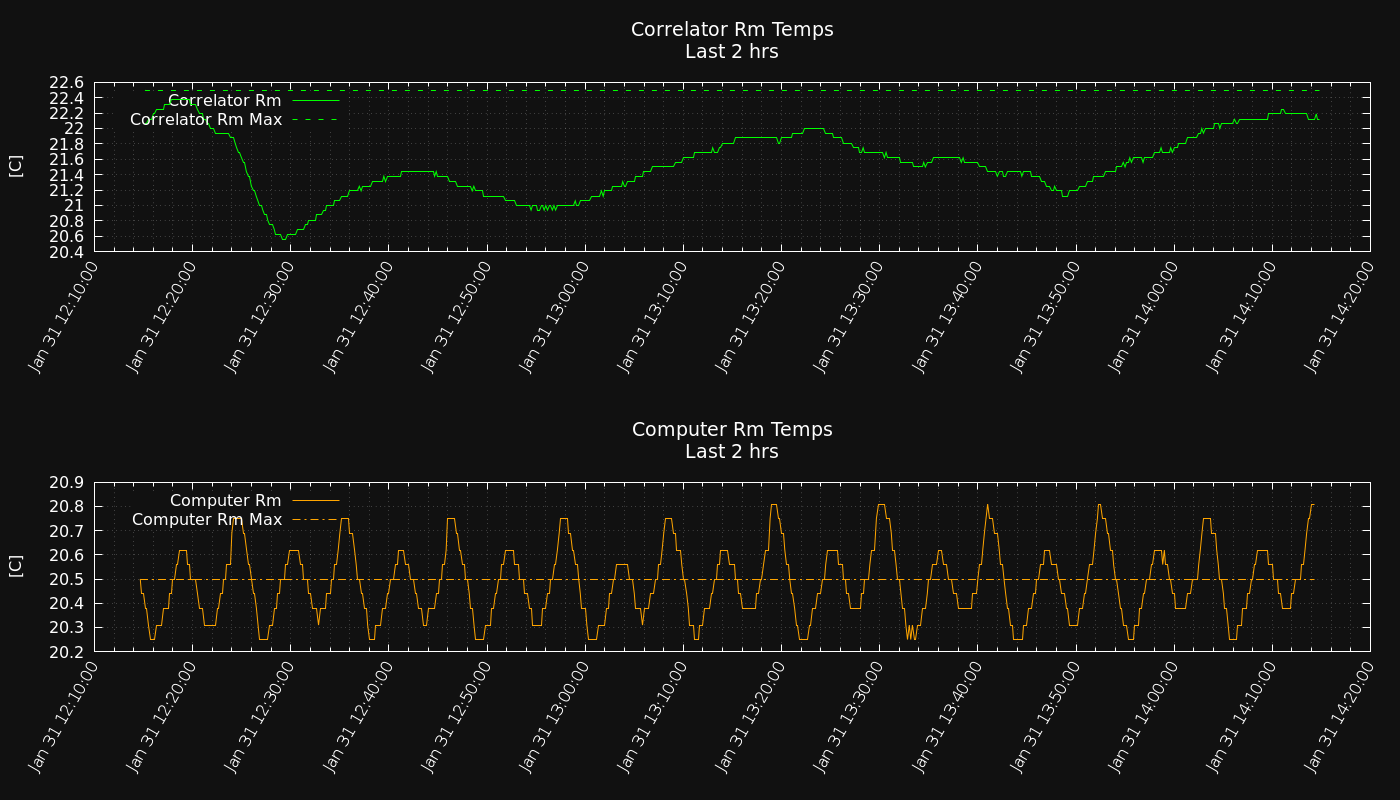 Correlator Rm Temps
Last 2 hrs
22.6
22.4
22.2
22
21.8
21.6
21.4
21.2
21
20.8
20.6
20.4
[C]
Correlator Rm
Correlator Rm Max
Jan 31 12:10:00
Jan 31 12:20:00
Jan 31 12:30:00
Jan 31 12:40:00
Jan 31 12:50:00
Jan 31 13:00:00
Jan 31 13:10:00
Jan 31 13:20:00
Jan 31 13:30:00
Jan 31 13:40:00
Jan 31 13:50:00
Jan 31 14:00:00
Jan 31 14:10:00
Jan 31 14:20:00
Computer Rm Temps
Last 2 hrs
20.9
20.8
20.7
20.6
20.5
20.4
20.3
20.2
[C]
Computer Rm
Computer Rm Max
Jan 31 12:10:00
Jan 31 12:20:00
Jan 31 12:30:00
Jan 31 12:40:00
Jan 31 12:50:00
Jan 31 13:00:00
Jan 31 13:10:00
Jan 31 13:20:00
Jan 31 13:30:00
Jan 31 13:40:00
Jan 31 13:50:00
Jan 31 14:00:00
Jan 31 14:10:00
Jan 31 14:20:00